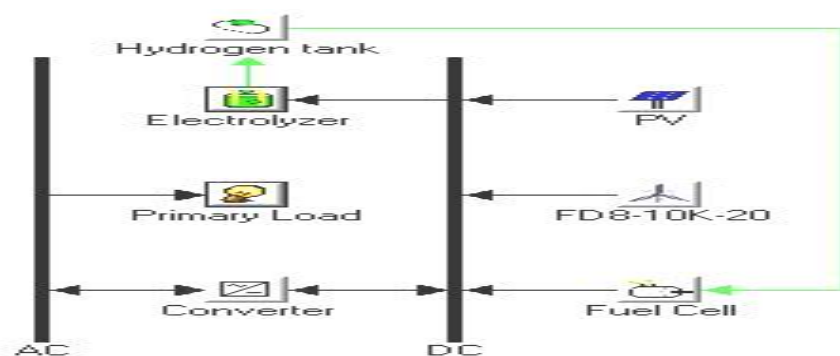 Hydrogen tank
Electrolyzer
PV
Primary Load
FD8-10K-20
Converter
Fuel Cell
AC
DC